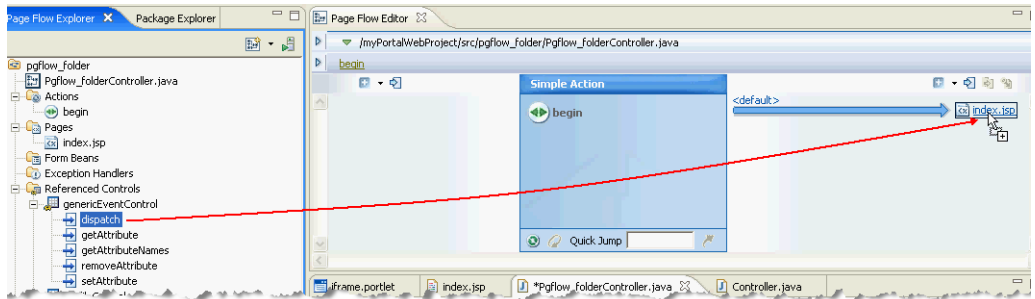 Page Flow Explorer
Package Explorer
Page Flow Editor
/myPortalWebProject/src/pgflow_folder/Pgflow_folderController.java
begin
pgflow_folder
Pgflow_folderController.java
Actions
begin
Pages
index.jsp
Form Beans
Exception Handlers
Referenced Controls
genericEventControl
dispatch
getAttribute
getAttributeNames
removeAttribute
setAttribute
Simple Action
begin
<default>
index.jsp
Quick Jump
iframe.portlet
index.jsp
*Pgflow_folderController.java
Controller.java